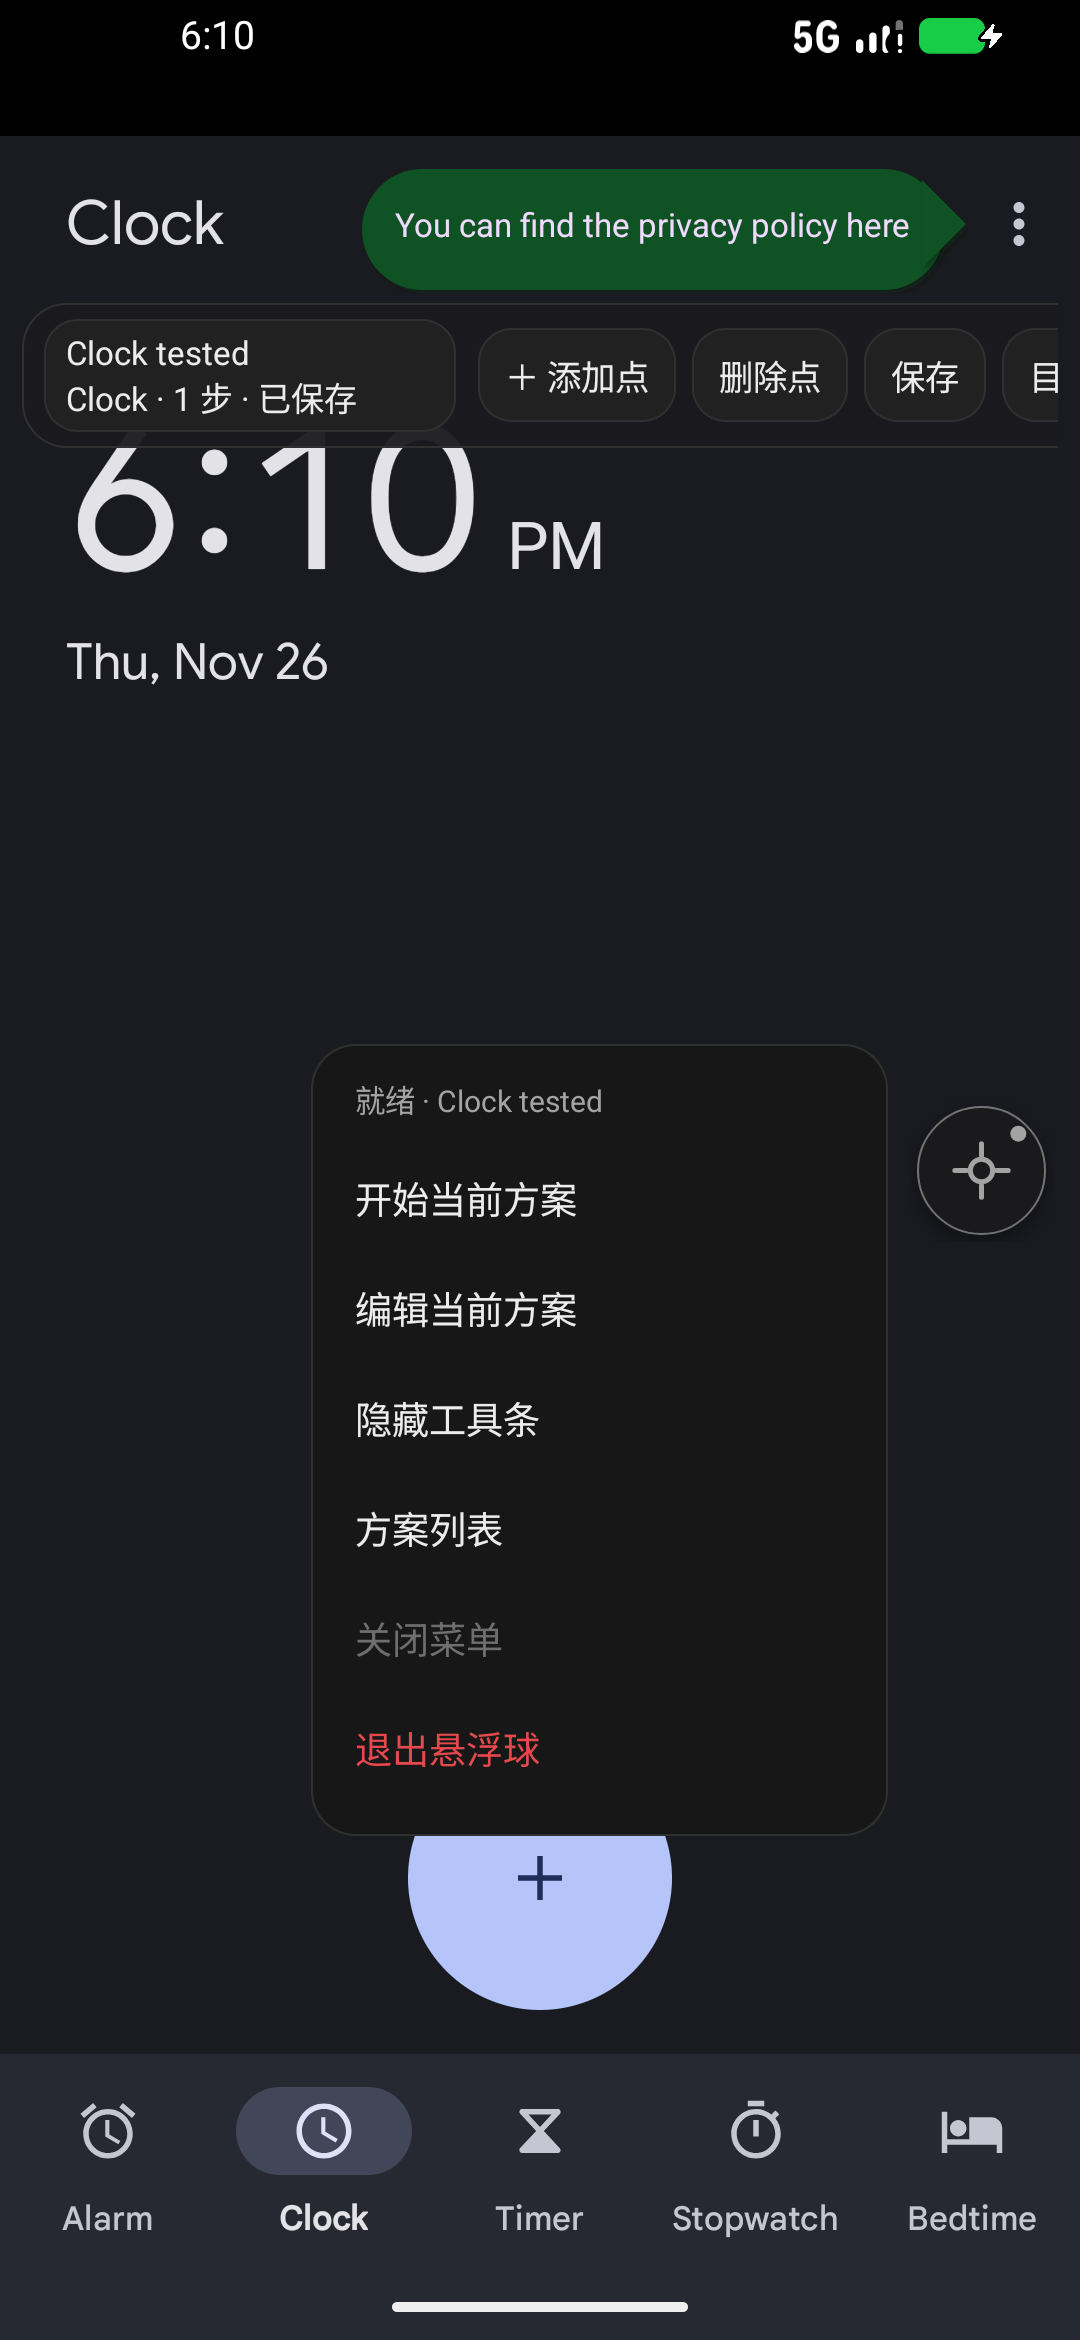 6:10
5G
Clock
You can find the privacy policy here
Clock tested
Clock · 1 步 · 已保存
＋ 添加点
删除点
保存
6:10 PM
Thu, Nov 26
就绪 · Clock tested
开始当前方案
编辑当前方案
隐藏工具条
方案列表
关闭菜单
退出悬浮球
Alarm
Clock
Timer
Stopwatch
Bedtime